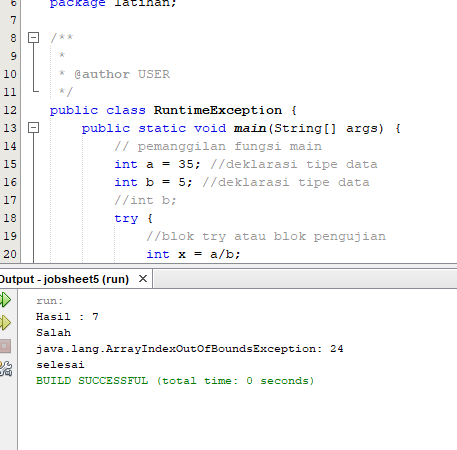 6 package latihan;
7
8 /**
9 *
10 * @author USER
11 */
12 public class RuntimeException {
13 public static void main(String[] args) {
14 // pemanggilan fungsi main
15 int a = 35; //deklarasi tipe data
16 int b = 5; //deklarasi tipe data
17 //int b;
18 try {
19 //blok try atau blok pengujian
20 int x = a/b;
Output - jobsheet5 (run) ×
run:
Hasil : 7
Salah
java.lang.ArrayIndexOutOfBoundsException: 24
selesai
BUILD SUCCESSFUL (total time: 0 seconds)